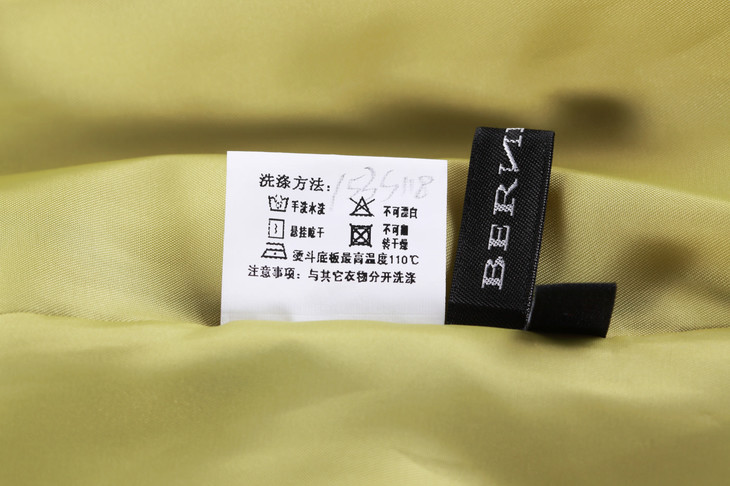 洗涤方法:
手洗水洗 不可漂白
悬挂晾干 不可翻转干燥
熨斗底板最高温度110℃
注意事项: 与其它衣物分开洗涤
BERN